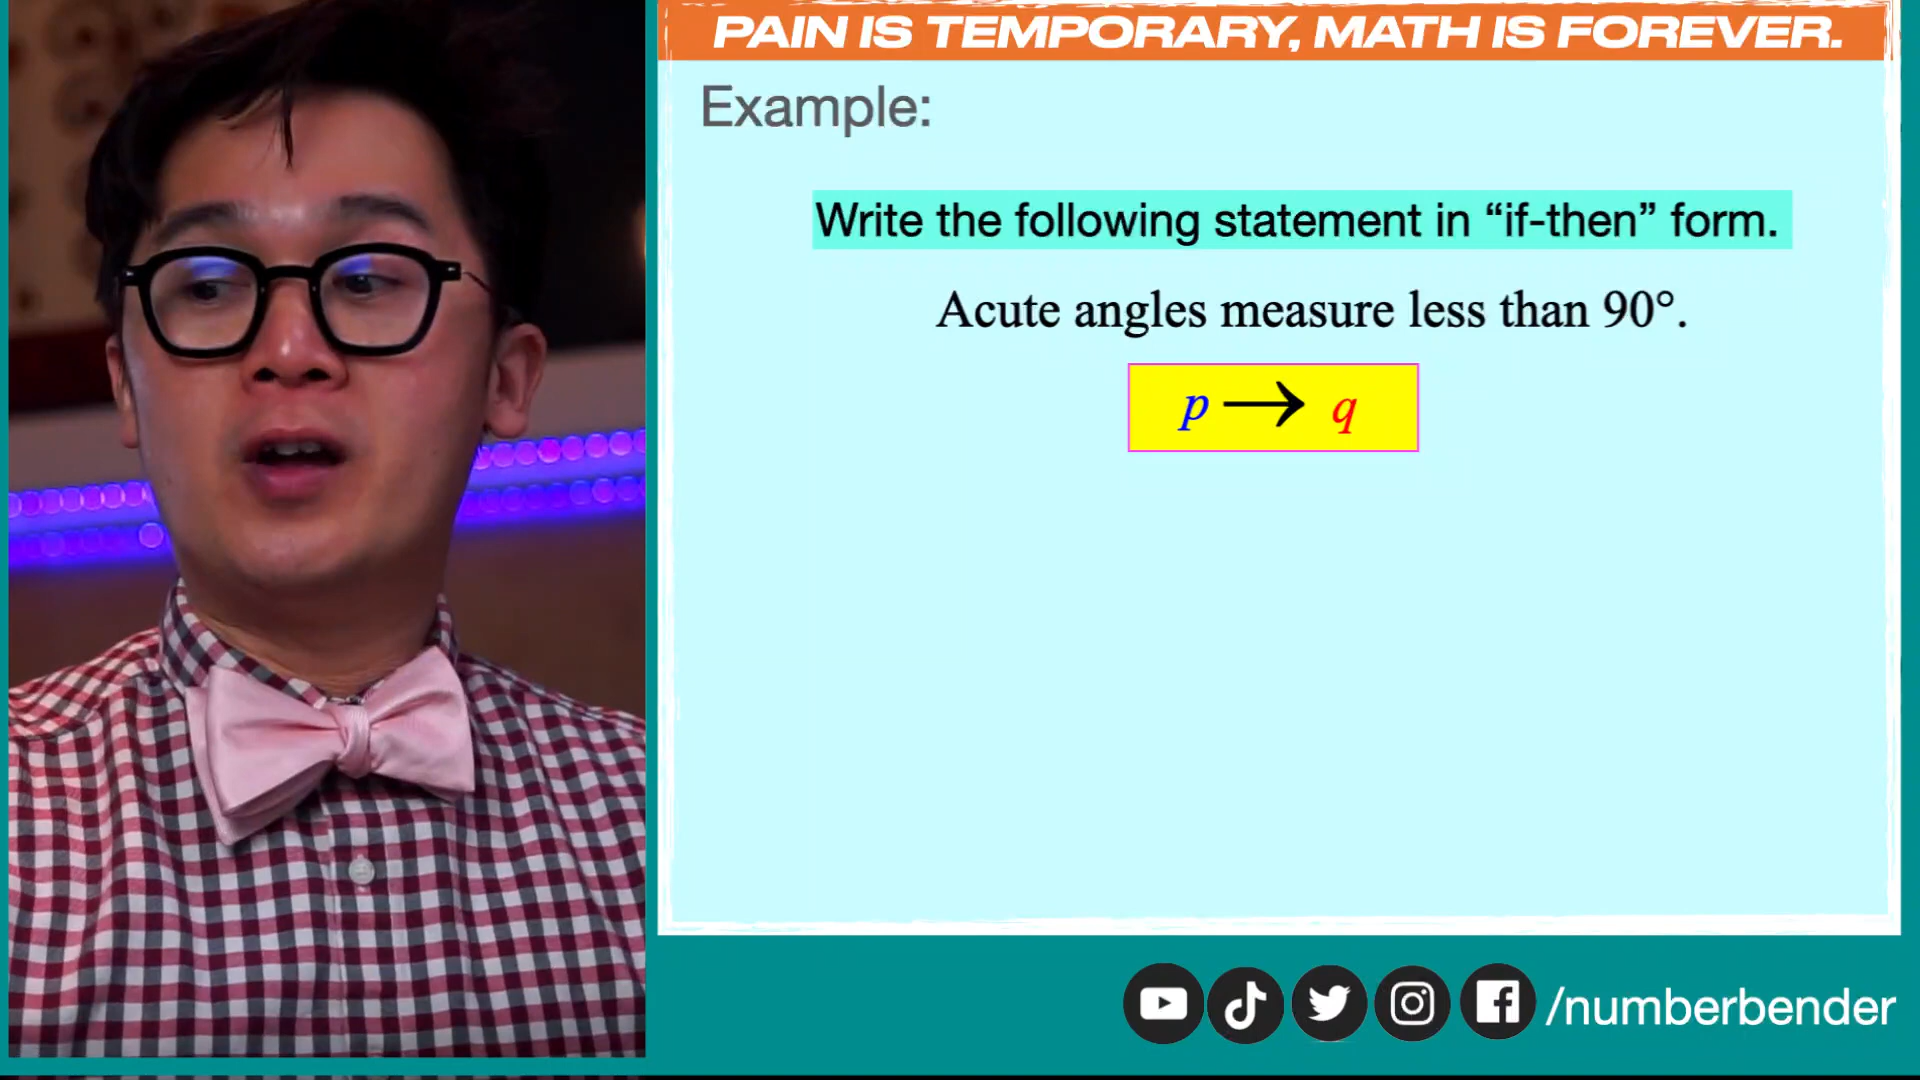 PAIN IS TEMPORARY, MATH IS FOREVER.
Example:
Write the following statement in “if-then” form.
Acute angles measure less than 90°.
p → q
/numberbender